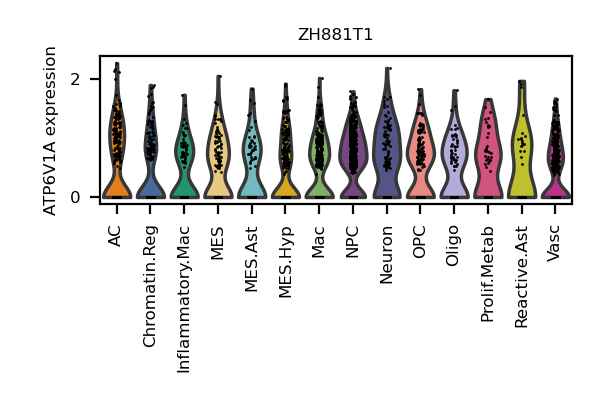 ZH881T1
ATP6V1A expression
2
0
AC
Chromatin.Reg
Inflammatory.Mac
MES
MES.Ast
MES.Hyp
Mac
NPC
Neuron
OPC
Oligo
Prolif.Metab
Reactive.Ast
Vasc